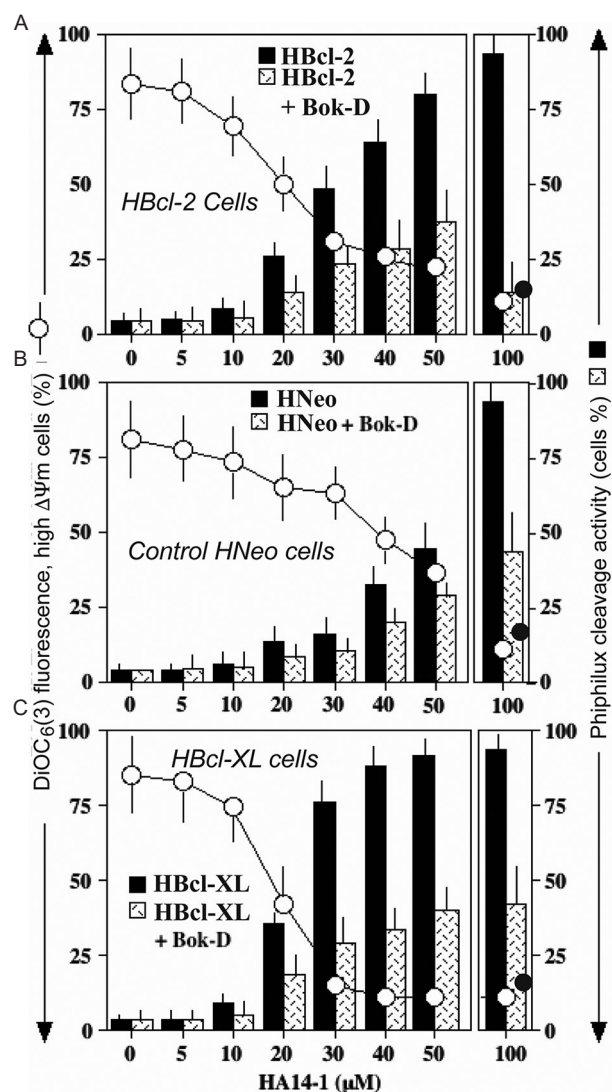 A
100
75
50
25
0
HBcl-2
HBcl-2
+ Bok-D
HBcl-2 Cells
0 5 10 20 30 40 50 100
100
75
50
25
0
B
100
75
50
25
0
HNeo
HNeo + Bok-D
Control HNeo cells
0 5 10 20 30 40 50 100
100
75
50
25
0
C
100
75
50
25
0
HBcl-XL cells
HBcl-XL
HBcl-XL
+ Bok-D
0 5 10 20 30 40 50 100
100
75
50
25
0
HA14-1 (μM)
DiOC6(3) fluorescence, high ΔΨm cells (%)
Phiphilux cleavage activity (cells %)